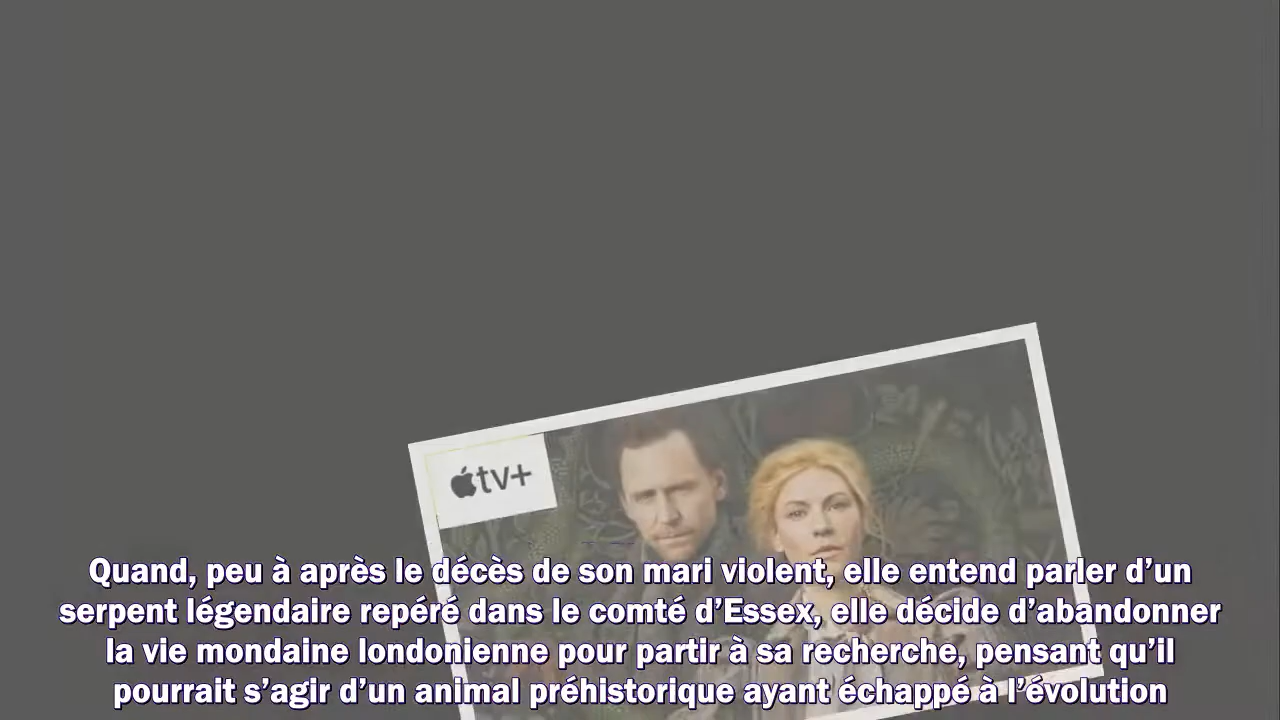 tv+
Quand, peu à après le décès de son mari violent, elle entend parler d’un
serpent légendaire repéré dans le comté d’Essex, elle décide d’abandonner
la vie mondaine londonienne pour partir à sa recherche, pensant qu’il
pourrait s’agir d’un animal préhistorique ayant échappé à l’évolution